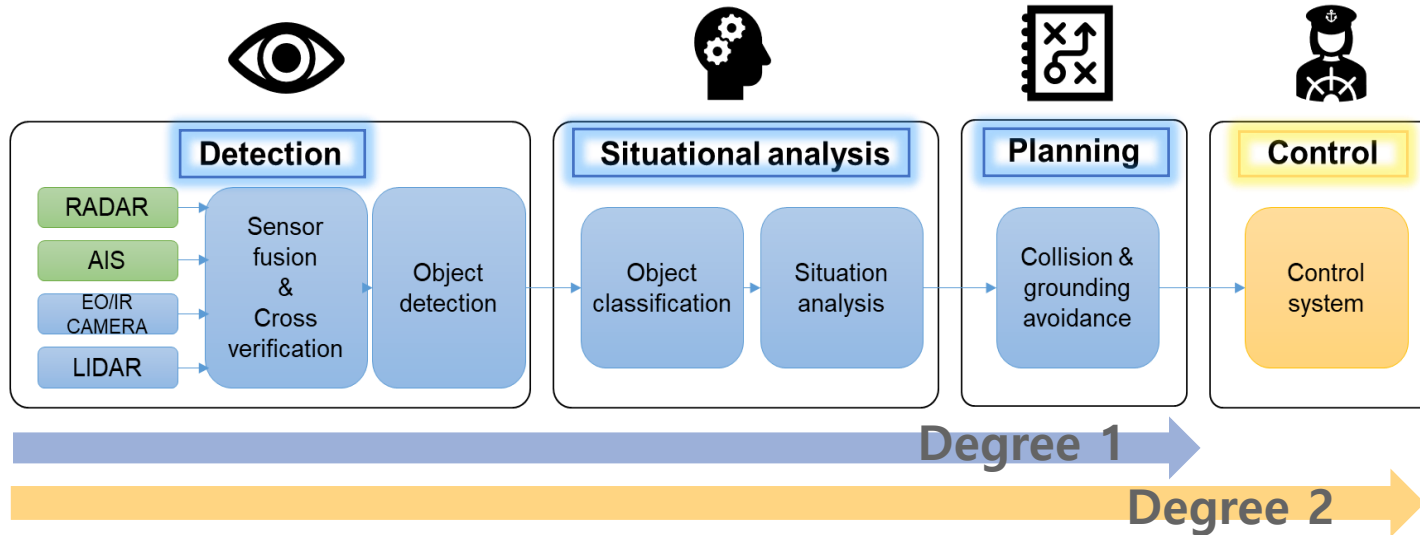 Detection
RADAR
AIS
EO/IR
CAMERA
LIDAR
Sensor
fusion
&
Cross
verification
Object
detection
Situational analysis
Object
classification
Situation
analysis
Planning
Collision &
grounding
avoidance
Control
Control
system
Degree 1
Degree 2